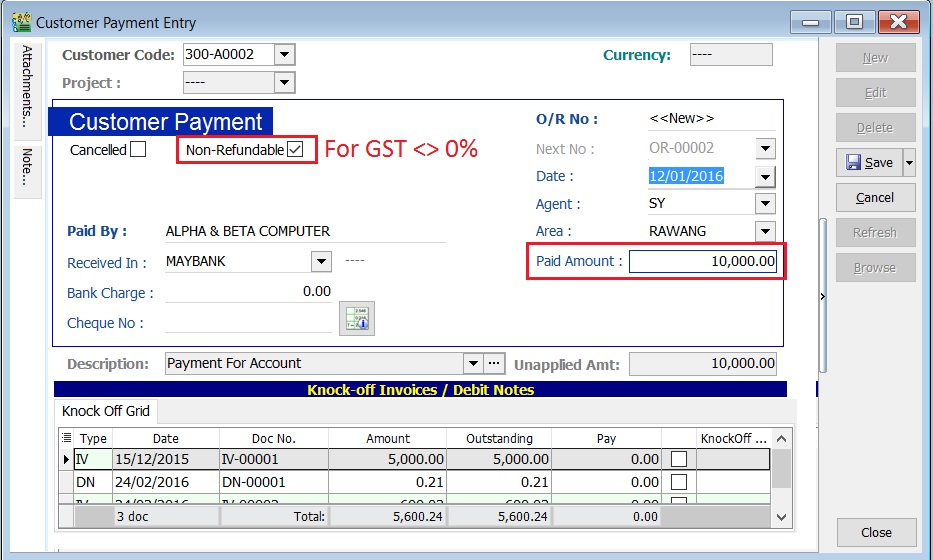 Customer Payment Entry
Attachments...
Note...
Customer Code: 300-A0002 Currency: ----
Project : ----
Customer Payment
Cancelled Non-Refundable For GST <> 0%
O/R No : <<New>>
Next No : OR-00002
Date : 12/01/2016
Agent : SY
Paid By : ALPHA & BETA COMPUTER Area : RAWANG
Received In : MAYBANK ---- Paid Amount : 10,000.00
Bank Charge : 0.00
Cheque No :
Description: Payment For Account Unapplied Amt: 10,000.00
Knock-off Invoices / Debit Notes
Knock Off Grid
Type Date Doc No. Amount Outstanding Pay KnockOff ...
IV 15/12/2015 IV-00001 5,000.00 5,000.00 0.00
DN 24/02/2016 DN-00001 0.21 0.21 0.00
3 doc Total: 5,600.24 5,600.24 0.00
New
Edit
Delete
Save
Cancel
Refresh
Browse
Close